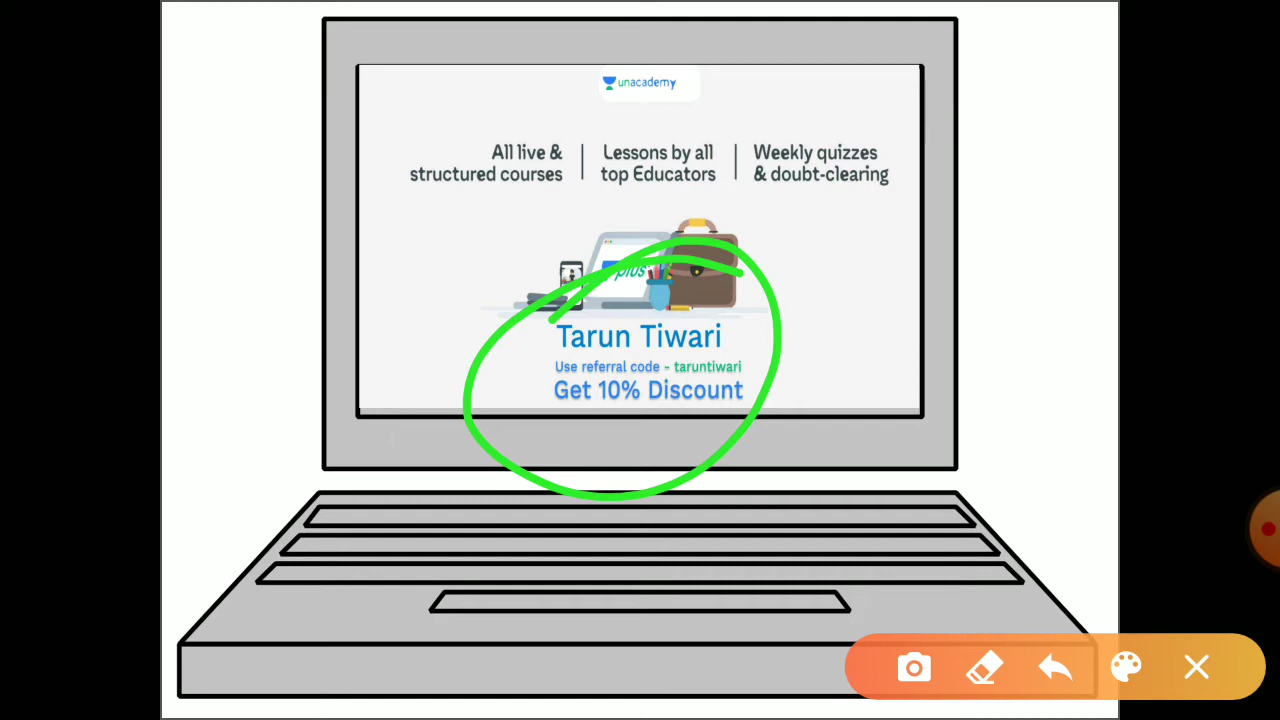 unacademy
All live &
structured courses
Lessons by all
top Educators
Weekly quizzes
& doubt-clearing
plus
Tarun Tiwari
Use referral code - taruntiwari
Get 10% Discount